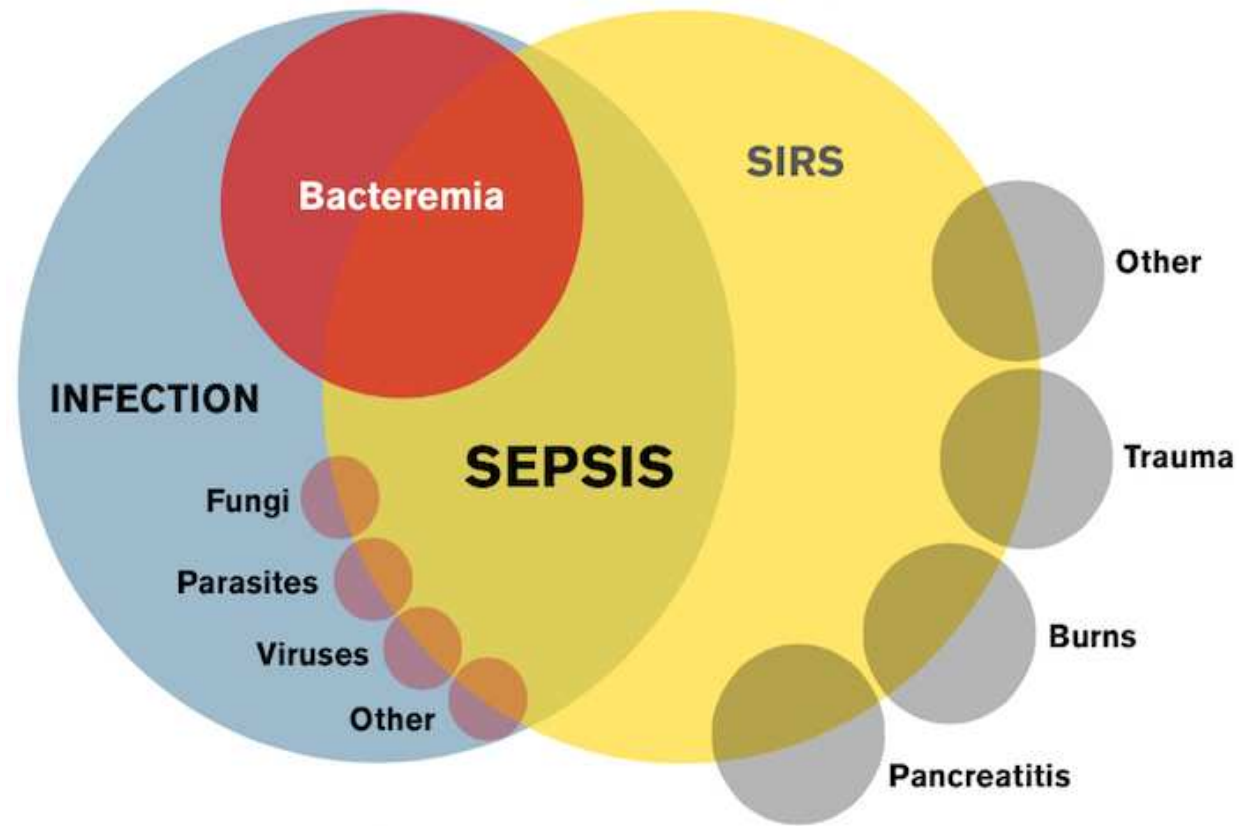 SIRS
Bacteremia
Other
INFECTION
SEPSIS
Trauma
Fungi
Parasites
Burns
Viruses
Other
Pancreatitis